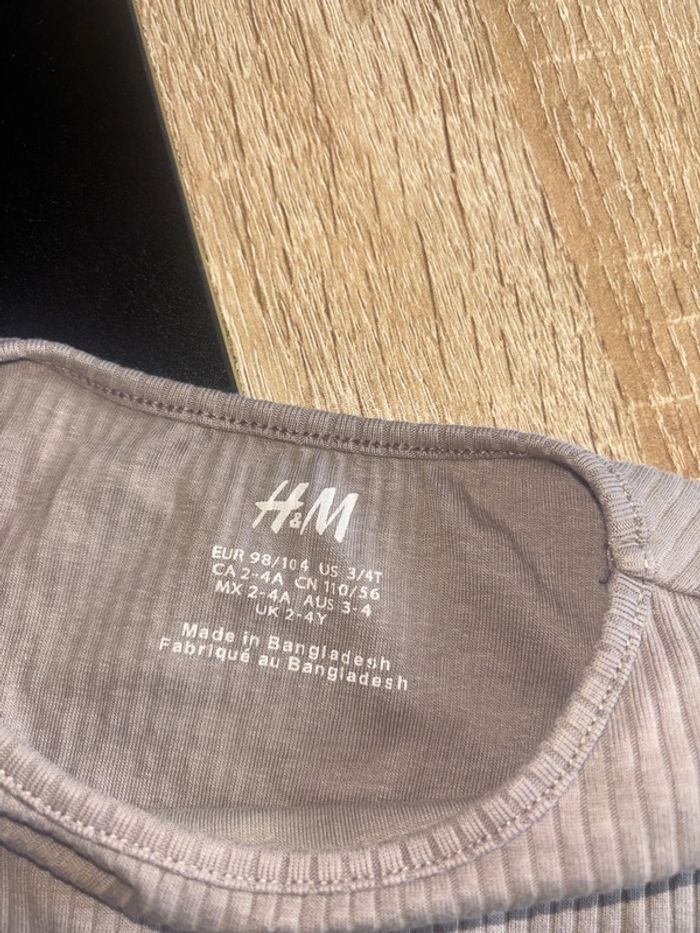 H&M
EUR 98/104 US 3/4T
CA 2-4A CN 110/56
MX 2-4A AUS 3-4
UK 2-4Y
Made in Bangladesh
Fabriqué au Bangladesh